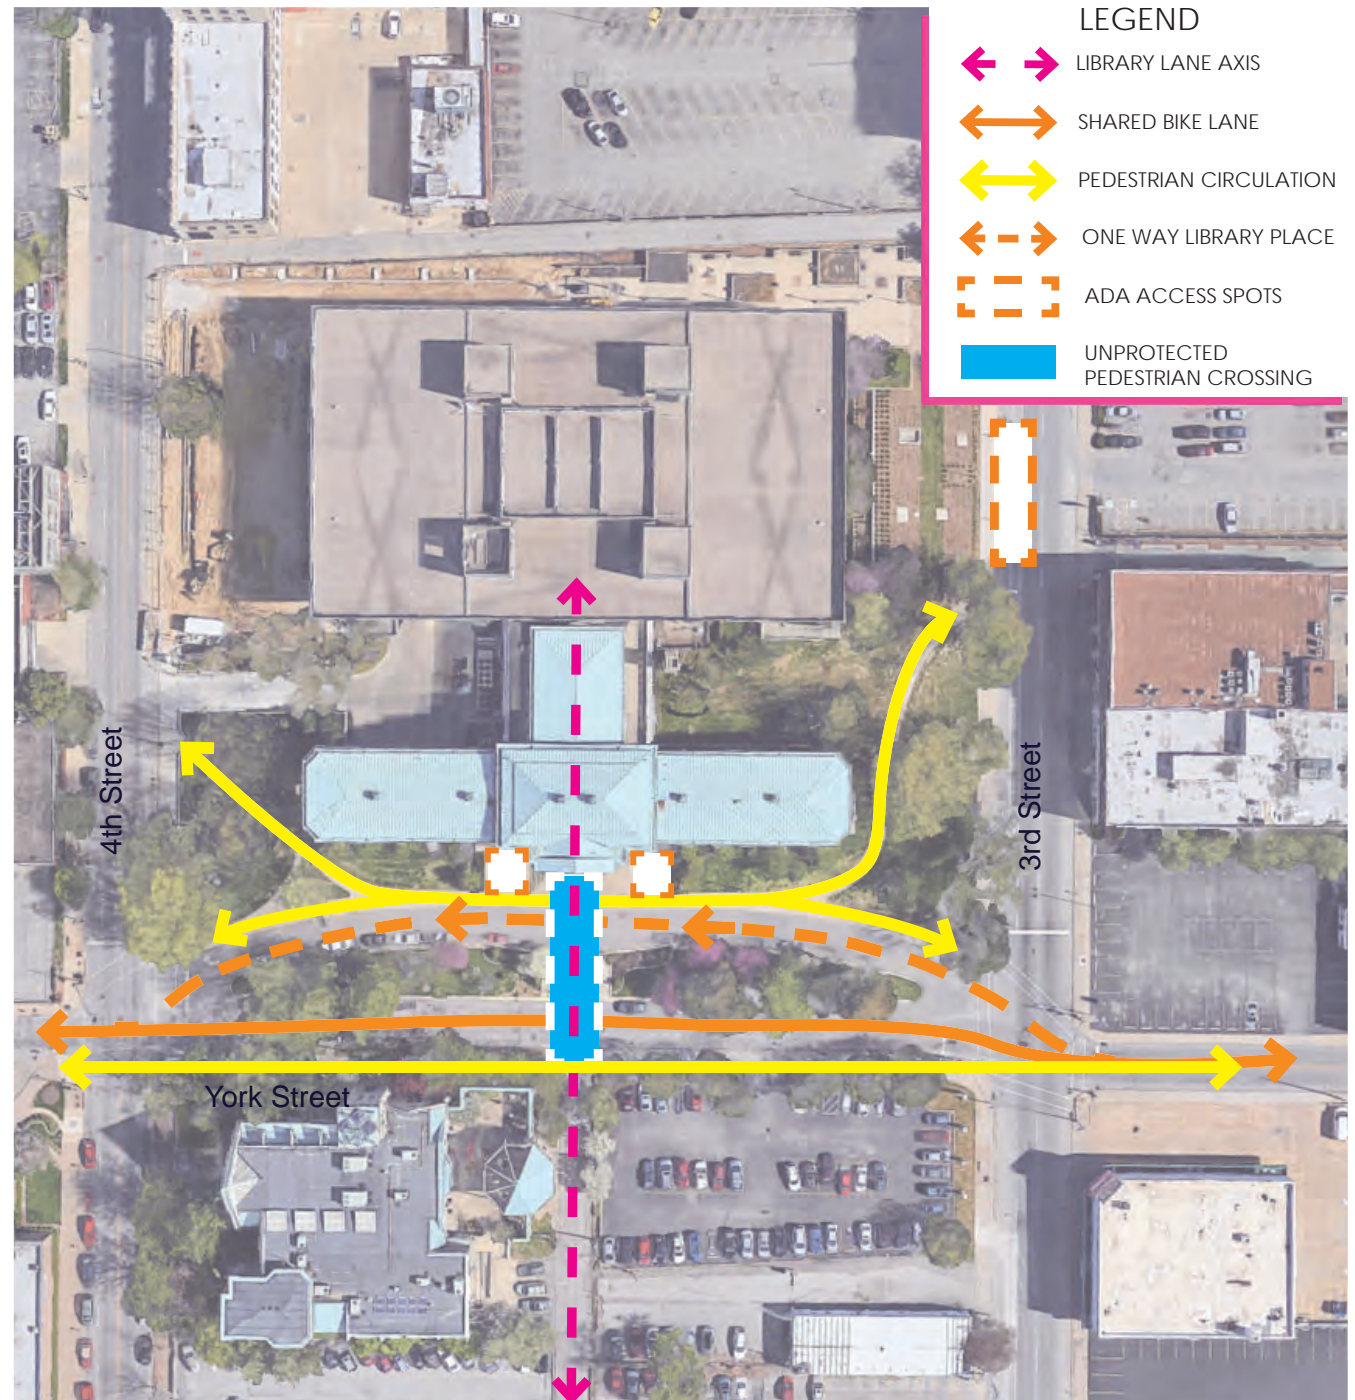 LEGEND
LIBRARY LANE AXIS
SHARED BIKE LANE
PEDESTRIAN CIRCULATION
ONE WAY LIBRARY PLACE
ADA ACCESS SPOTS
UNPROTECTED
PEDESTRIAN CROSSING
4th Street
3rd Street
York Street